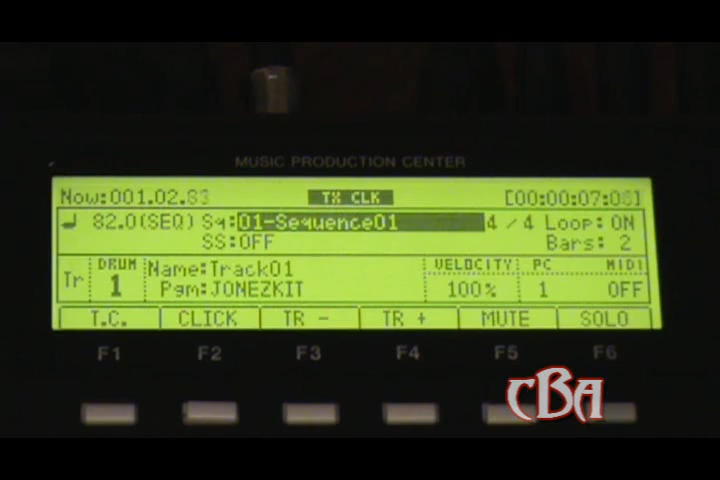 MUSIC PRODUCTION CENTER
Now:001.02.83 TX CLK [00:00:07:03]
♩ 82.0(SEQ) Sq:01-Sequence01 4/4 Loop:ON
SS:OFF Bars: 2
Tr DRUM 1 Name:Track01 VELOCITY PC MIDI
Pgm:JONEZKIT 100% 1 OFF
T.C. CLICK TR - TR + MUTE SOLO
F1 F2 F3 F4 F5 F6
CBA